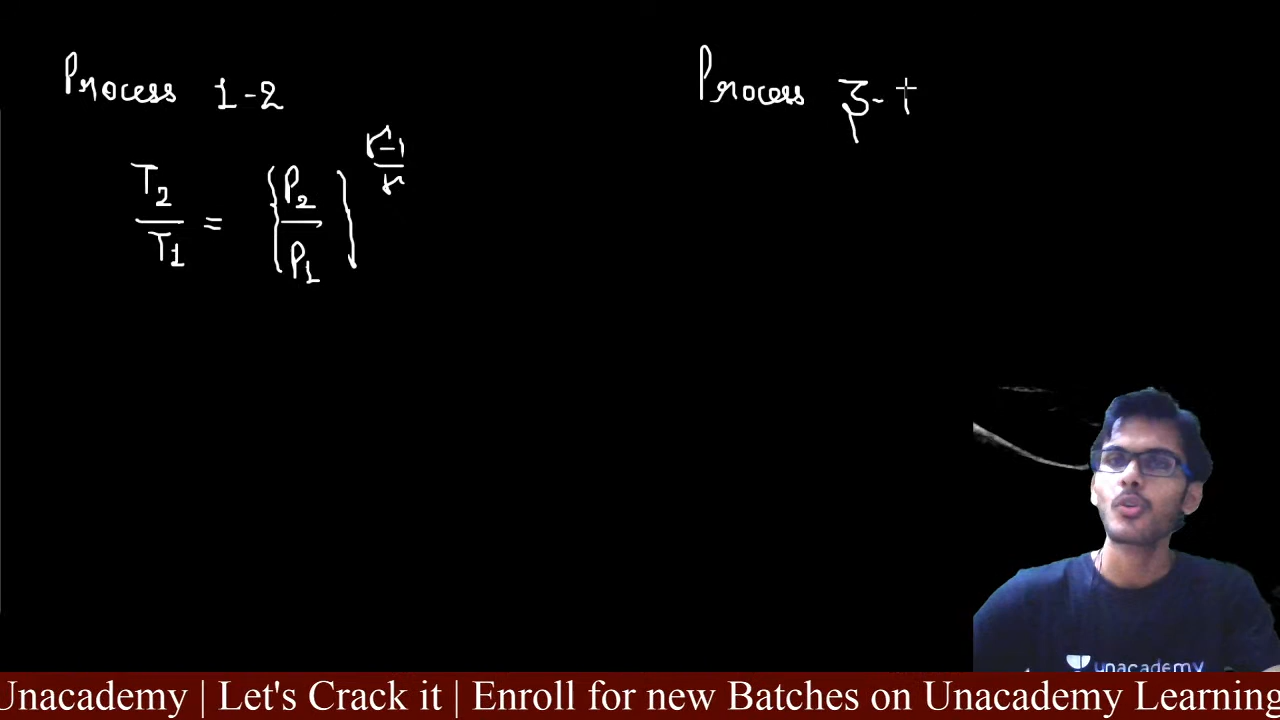 Process 1-2
Process 3-
T2/T1 = {P2/P1}^(γ-1)/γ
unacademy
Unacademy | Let's Crack it | Enroll for new Batches on Unacademy Learning